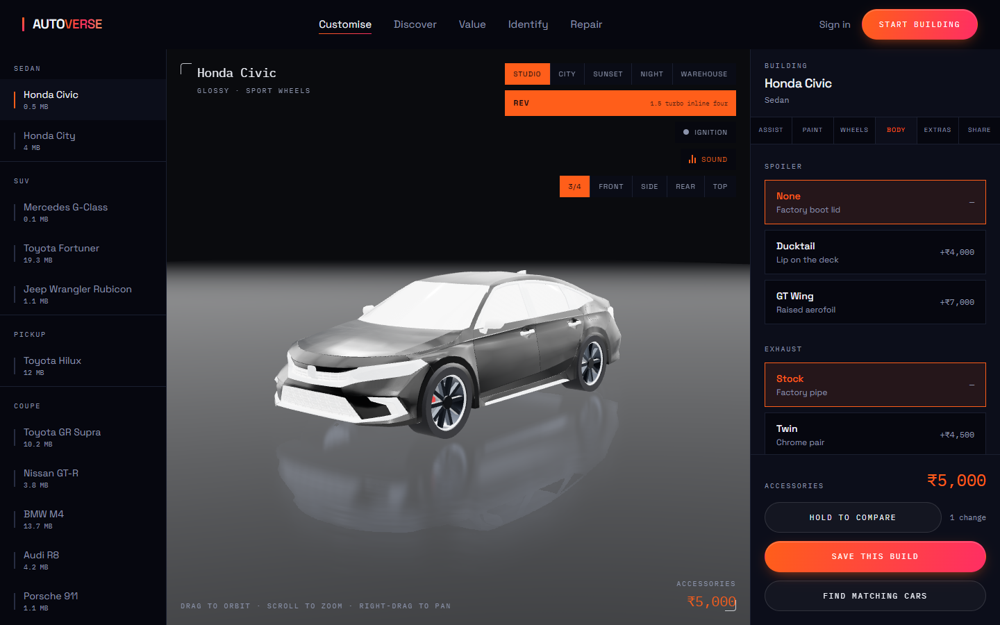 AUTOVERSE
Customise
Discover
Value
Identify
Repair
Sign in
START BUILDING
SEDAN
Honda Civic
0.5 MB
Honda City
4 MB
SUV
Mercedes G-Class
0.1 MB
Toyota Fortuner
19.3 MB
Jeep Wrangler Rubicon
1.1 MB
PICKUP
Toyota Hilux
12 MB
COUPE
Toyota GR Supra
10.2 MB
Nissan GT-R
3.8 MB
BMW M4
13.7 MB
Audi R8
4.2 MB
Porsche 911
1.1 MB
Honda Civic
GLOSSY · SPORT WHEELS
STUDIO
CITY
SUNSET
NIGHT
WAREHOUSE
REV
1.5 turbo inline four
IGNITION
SOUND
3/4
FRONT
SIDE
REAR
TOP
DRAG TO ORBIT · SCROLL TO ZOOM · RIGHT-DRAG TO PAN
ACCESSORIES
₹5,000
BUILDING
Honda Civic
Sedan
ASSIST
PAINT
WHEELS
BODY
EXTRAS
SHARE
SPOILER
None
Factory boot lid
—
Ducktail
Lip on the deck
+₹4,000
GT Wing
Raised aerofoil
+₹7,000
EXHAUST
Stock
Factory pipe
—
Twin
Chrome pair
+₹4,500
ACCESSORIES
₹5,000
HOLD TO COMPARE
1 change
SAVE THIS BUILD
FIND MATCHING CARS